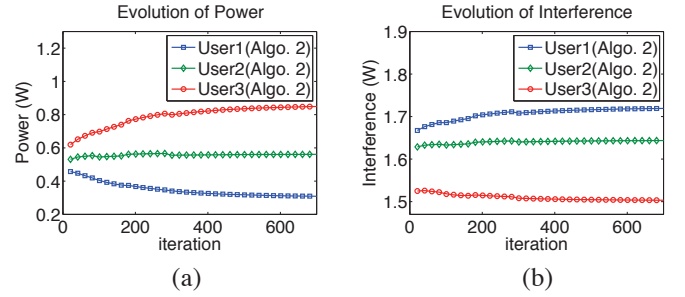 Evolution of Power
Power (W)
1.2
1
0.8
0.6
0.4
0.2
User1(Algo. 2)
User2(Algo. 2)
User3(Algo. 2)
0 200 400 600
iteration
(a)
Evolution of Interference
Interference (W)
1.9
1.8
1.7
1.6
1.5
User1(Algo. 2)
User2(Algo. 2)
User3(Algo. 2)
0 200 400 600
iteration
(b)